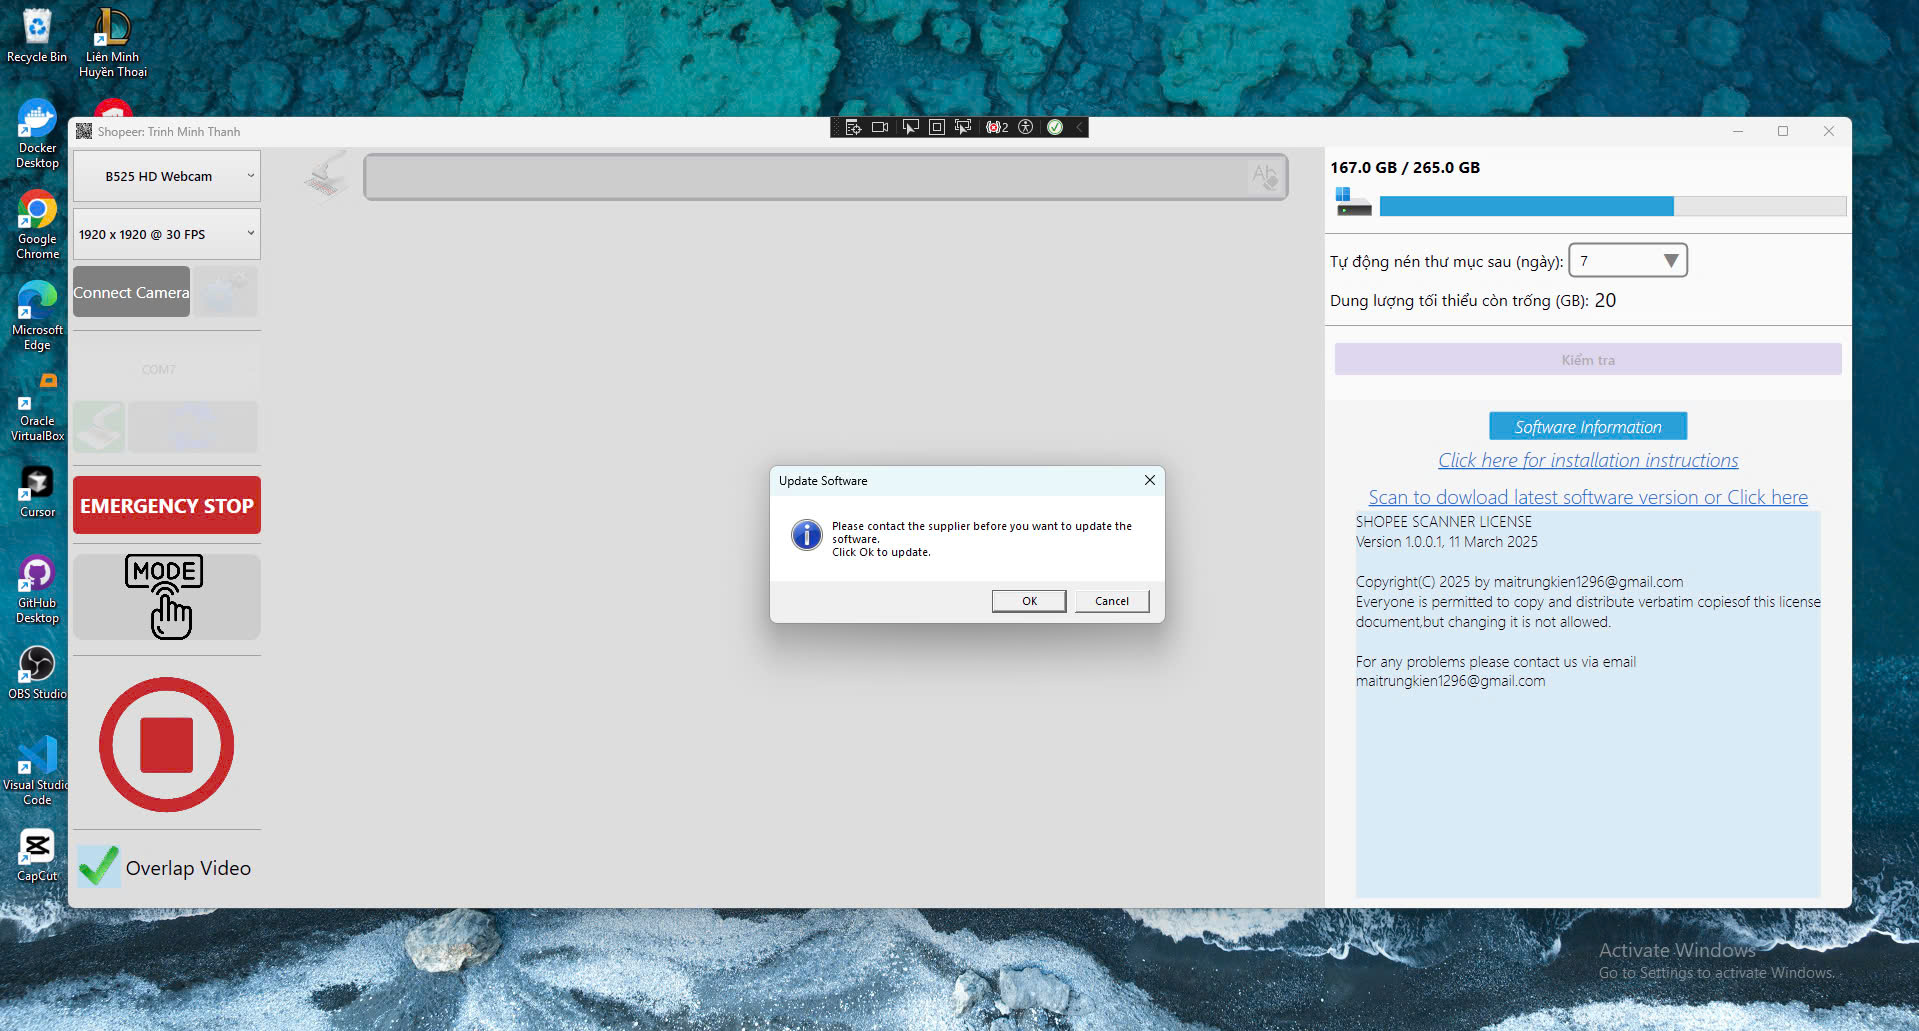 Recycle Bin
Liên Minh
Huyền Thoại
Docker
Desktop
Google
Chrome
Microsoft
Edge
Oracle
VirtualBox
Cursor
GitHub
Desktop
OBS Studio
Visual Studio
Code
CapCut
Shopeer: Trinh Minh Thanh
2
B525 HD Webcam
1920 x 1920 @ 30 FPS
Connect Camera
COM7
EMERGENCY STOP
MODE
Overlap Video
Ab
Update Software
Please contact the supplier before you want to update the
software.
Click Ok to update.
OK
Cancel
167.0 GB / 265.0 GB
Tự động nén thư mục sau (ngày): 7
Dung lượng tối thiểu còn trống (GB): 20
Kiểm tra
Software Information
Click here for installation instructions
Scan to dowload latest software version or Click here
SHOPEE SCANNER LICENSE
Version 1.0.0.1, 11 March 2025
Copyright(C) 2025 by maitrungkien1296@gmail.com
Everyone is permitted to copy and distribute verbatim copiesof this license
document,but changing it is not allowed.
For any problems please contact us via email
maitrungkien1296@gmail.com
Activate Windows
Go to Settings to activate Windows.